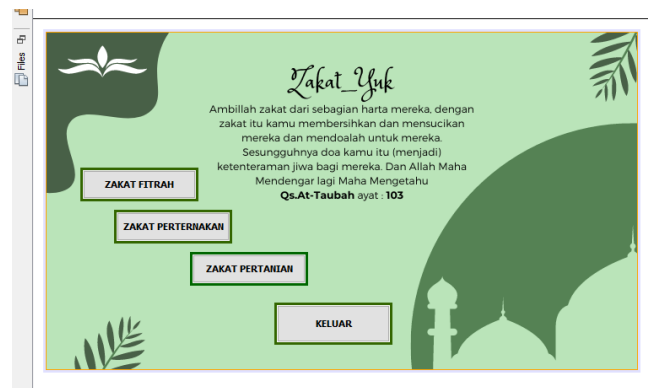 Files
Zakat_Yuk
Ambillah zakat dari sebagian harta mereka, dengan
zakat itu kamu membersihkan dan mensucikan
mereka dan mendoalah untuk mereka.
Sesungguhnya doa kamu itu (menjadi)
ketenteraman jiwa bagi mereka. Dan Allah Maha
Mendengar lagi Maha Mengetahu
Qs.At-Taubah ayat : 103
ZAKAT FITRAH
ZAKAT PERTERNAKAN
ZAKAT PERTANIAN
KELUAR